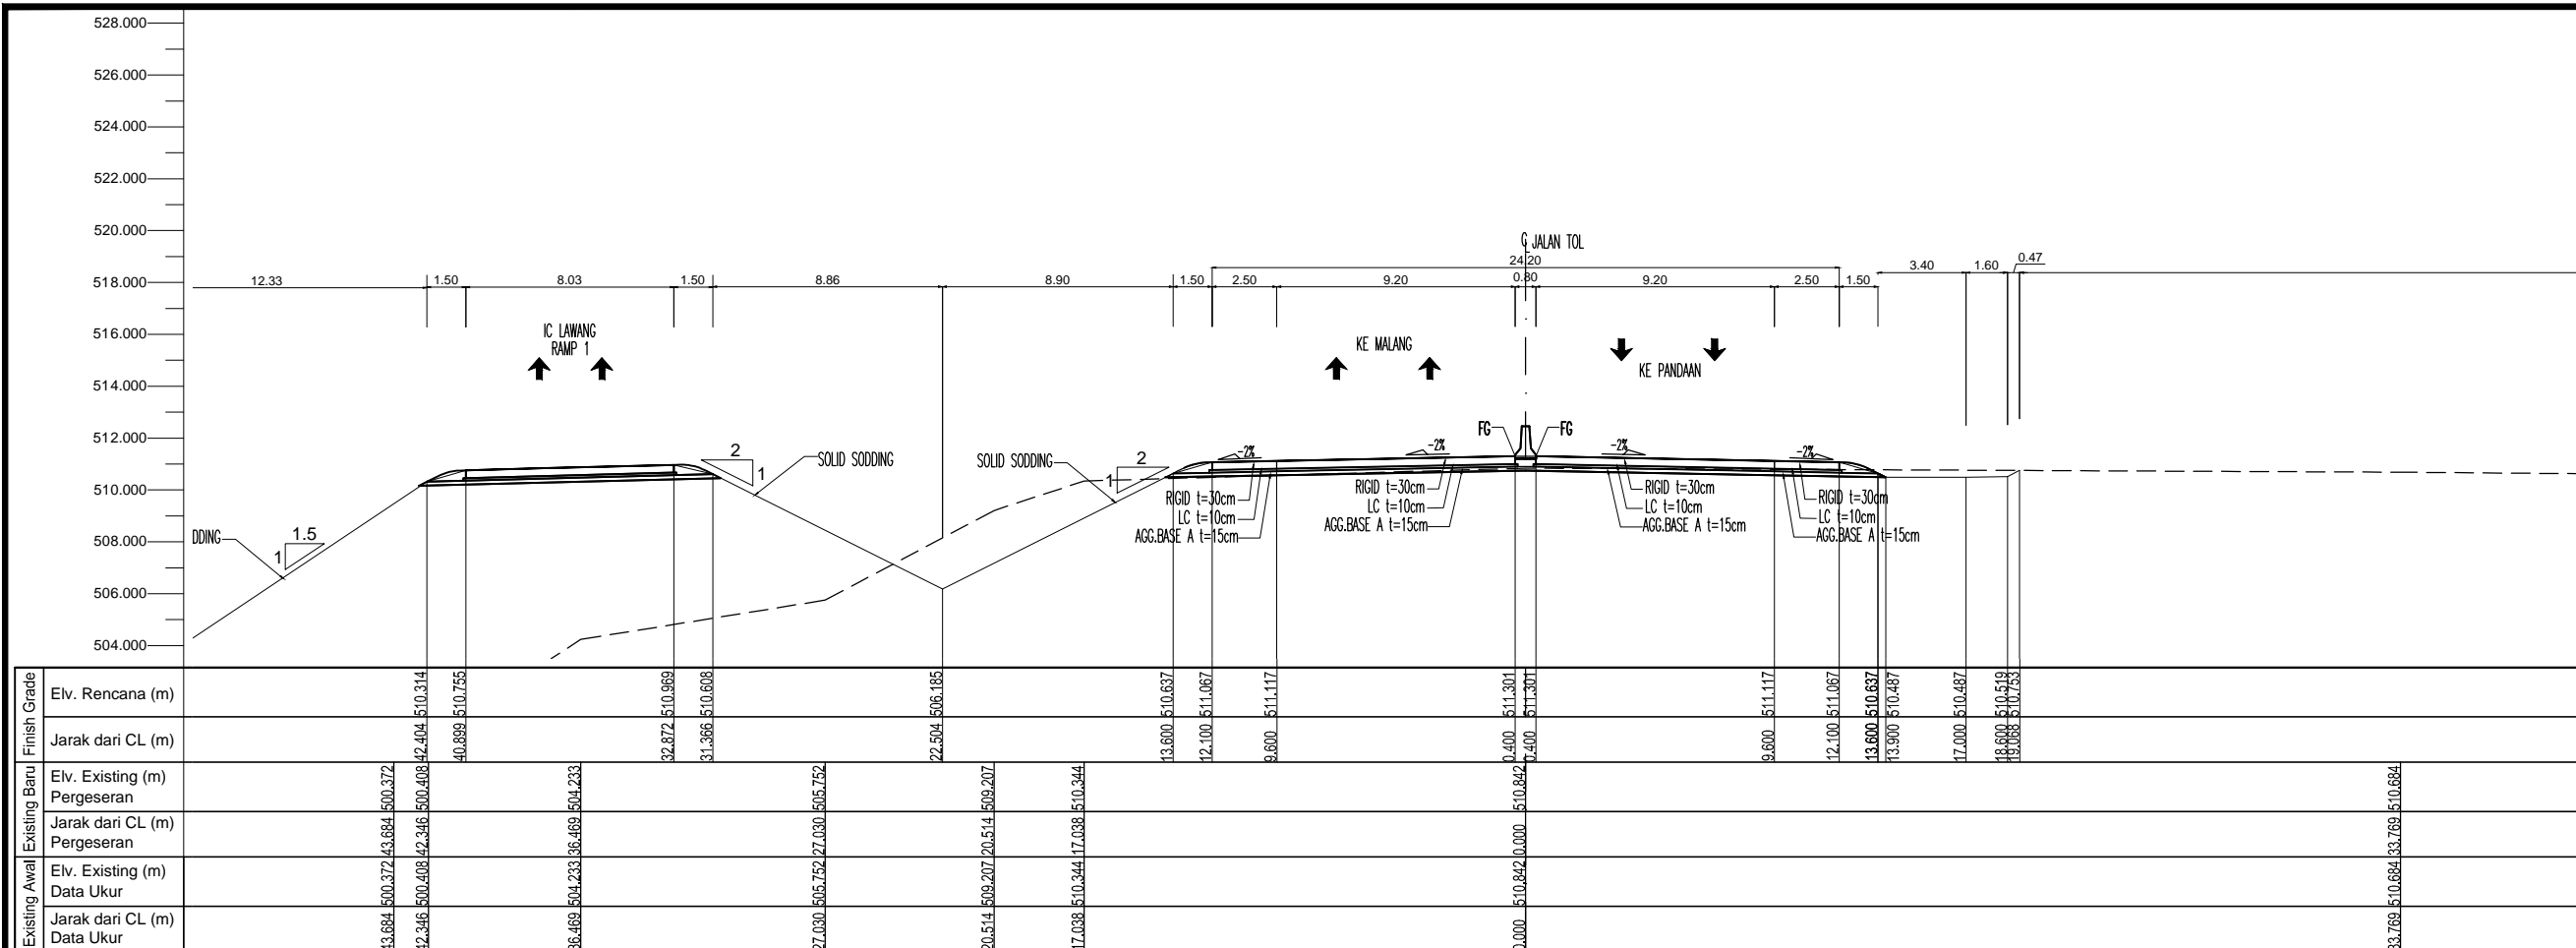 528.000
526.000
524.000
522.000
520.000
518.000
516.000
514.000
512.000
510.000
508.000
506.000
504.000
CL JALAN TOL
24.20
12.33 1.50 8.03 1.50 8.86 8.90 1.50 2.50 9.20 0.80 9.20 2.50 1.50 3.40 1.60 0.47
IC LAWANG
RAMP 1
KE MALANG
KE PANDAAN
FG FG
-2% -2% -2% -2%
2
1
SOLID SODDING
SOLID SODDING
2
1
DDING
1.5
1
RIGID t=30cm
LC t=10cm
AGG.BASE A t=15cm
RIGID t=30cm
LC t=10cm
AGG.BASE A t=15cm
RIGID t=30cm
LC t=10cm
AGG.BASE A t=15cm
RIGID t=30cm
LC t=10cm
AGG.BASE A t=15cm
Finish Grade
Elv. Rencana (m)
510.314 510.755 510.969 510.608 506.185 510.637 511.067 511.117 511.301 511.301 511.117 511.067 510.637 510.487 510.487 510.519 510.753
Jarak dari CL (m)
42.404 40.899 32.872 31.366 22.504 13.600 12.100 9.600 0.400 0.400 9.600 12.100 13.600 13.900 17.000 18.600 19.068
Existing Baru
Elv. Existing (m)
Pergeseran
500.372 500.408 504.233 505.752 509.207 510.344 510.842 510.684
Jarak dari CL (m)
Pergeseran
43.684 42.346 36.469 27.030 20.514 17.038 0.000 33.769
Existing Awal
Elv. Existing (m)
Data Ukur
500.372 500.408 504.233 505.752 509.207 510.344 510.842 510.684
Jarak dari CL (m)
Data Ukur
43.684 42.346 36.469 27.030 20.514 17.038 0.000 33.769